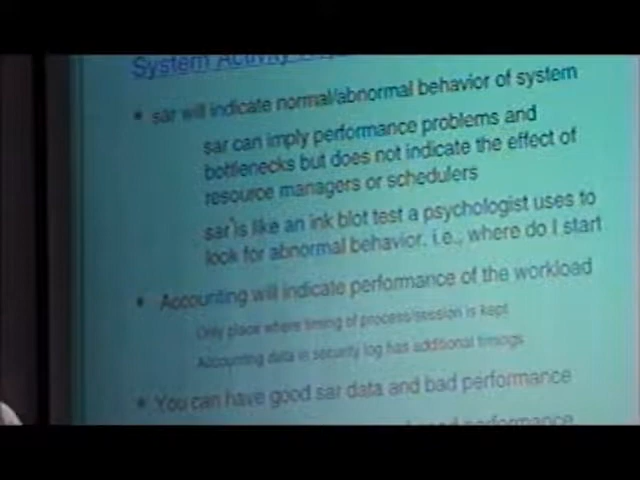 System Activity
• sar will indicate normal/abnormal behavior of system
sar can imply performance problems and
bottlenecks but does not indicate the effect of
resource managers or schedulers
sar is like an ink blot test a psychologist uses to
look for abnormal behavior. i.e., where do I start
• Accounting will indicate performance of the workload
Only place where timing of process/session is kept
Accounting data in security log has additional timings
• You can have good sar data and bad performance
performance